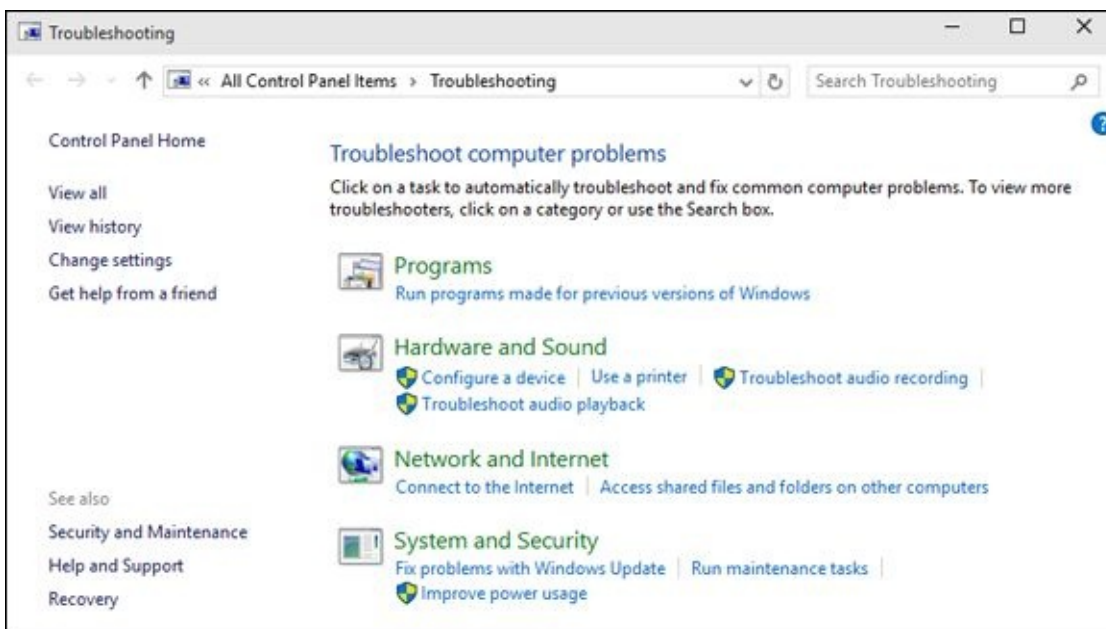 Troubleshooting
« All Control Panel Items › Troubleshooting
Search Troubleshooting
?
Control Panel Home
View all
View history
Change settings
Get help from a friend
See also
Security and Maintenance
Help and Support
Recovery
Troubleshoot computer problems
Click on a task to automatically troubleshoot and fix common computer problems. To view more
troubleshooters, click on a category or use the Search box.
Programs
Run programs made for previous versions of Windows
Hardware and Sound
Configure a device | Use a printer | Troubleshoot audio recording |
Troubleshoot audio playback
Network and Internet
Connect to the Internet | Access shared files and folders on other computers
System and Security
Fix problems with Windows Update | Run maintenance tasks |
Improve power usage